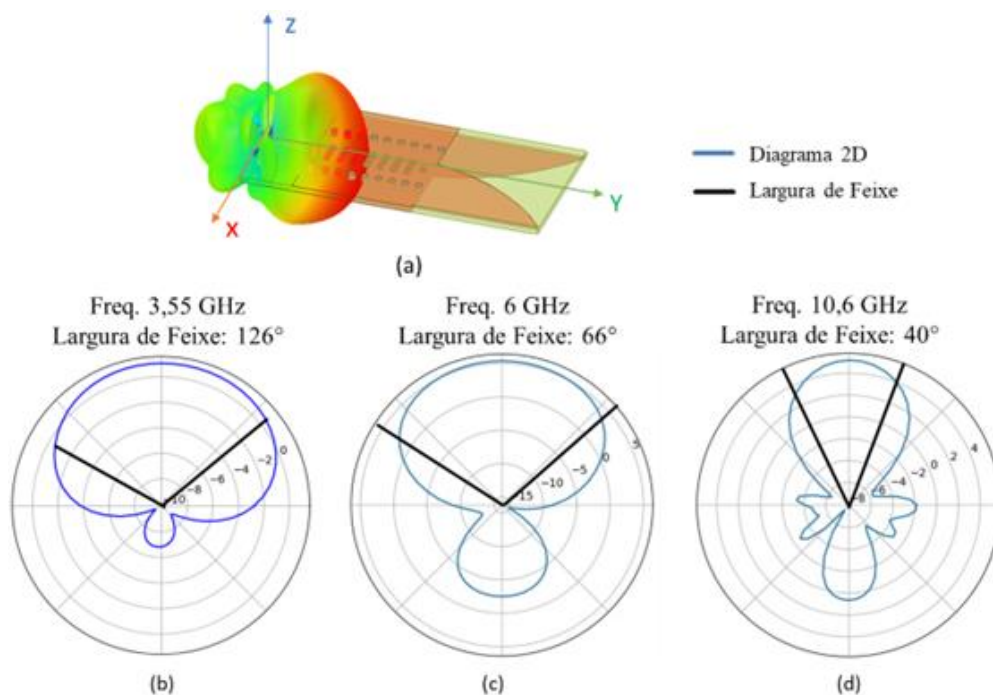 Z
X
Y
Diagrama 2D
Largura de Feixe
(a)
Freq. 3,55 GHz
Largura de Feixe: 126°
Freq. 6 GHz
Largura de Feixe: 66°
Freq. 10,6 GHz
Largura de Feixe: 40°
10 −8 −6 −4 −2 0
15 −10 −5 0 5
−8 −6 −4 −2 0 2 4
(b)
(c)
(d)